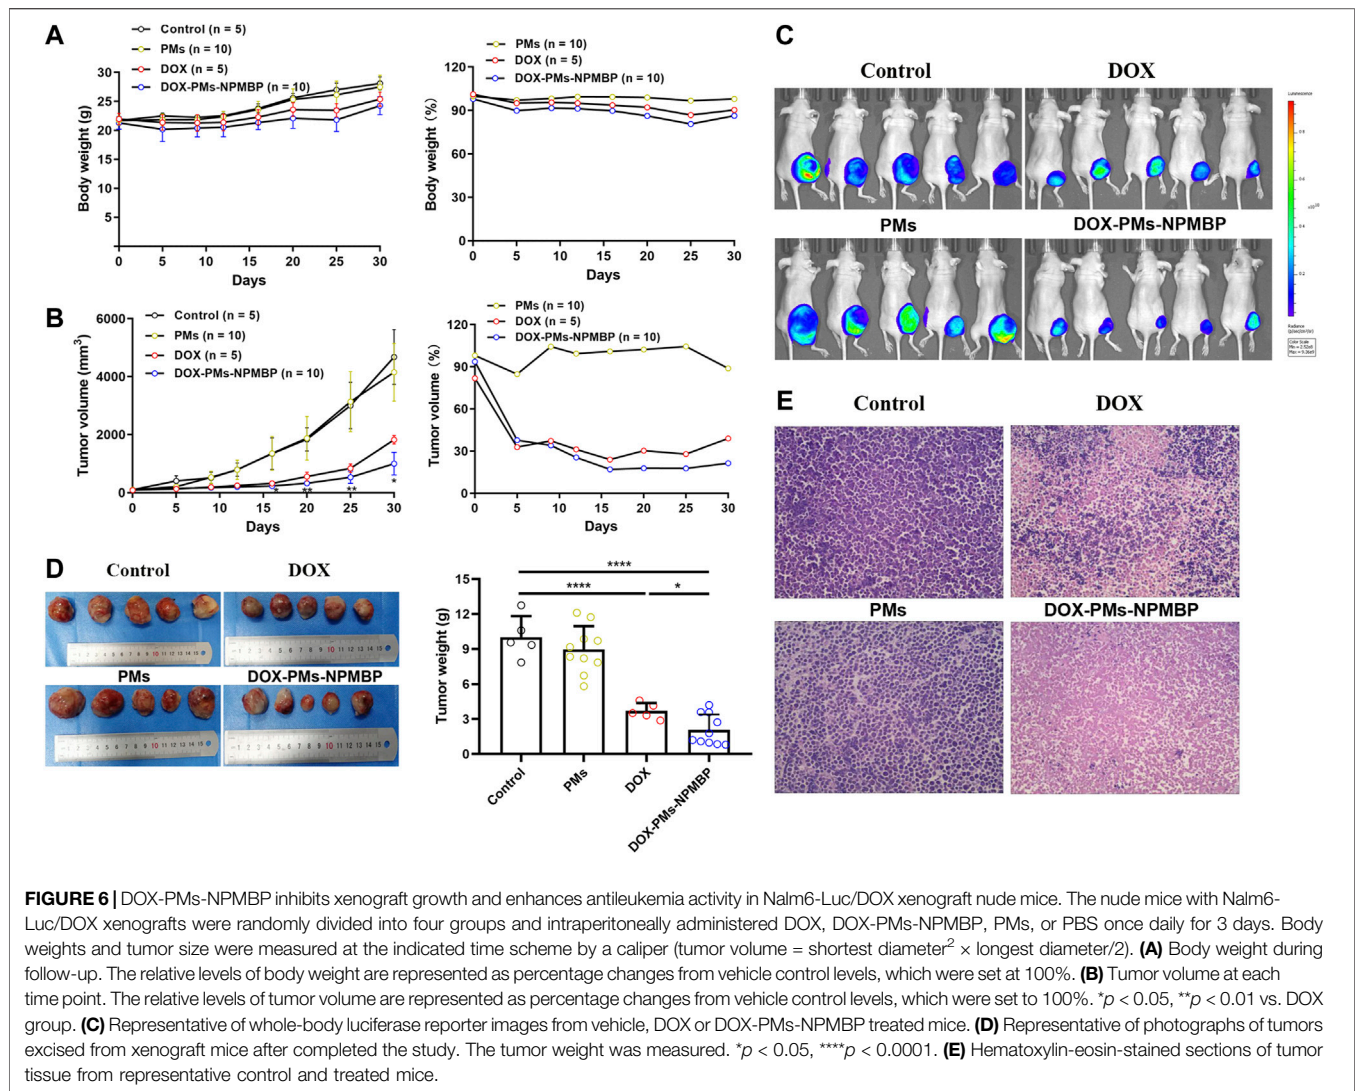 A
Control (n = 5)
PMs (n = 10)
DOX (n = 5)
DOX-PMs-NPMBP (n = 10)
Body weight (g)
30
25
20
15
10
5
0 5 10 15 20 25 30
Days
PMs (n = 10)
DOX (n = 5)
DOX-PMs-NPMBP (n = 10)
Body weight (%)
120
90
60
30
0
0 5 10 15 20 25 30
Days
B
Control (n = 5)
PMs (n = 10)
DOX (n = 5)
DOX-PMs-NPMBP (n = 10)
Tumor volume (mm3)
6000
4000
2000
0
* ** ** *
0 5 10 15 20 25 30
Days
PMs (n = 10)
DOX (n = 5)
DOX-PMs-NPMBP (n = 10)
Tumor volume (%)
120
90
60
30
0
0 5 10 15 20 25 30
Days
C
Control DOX
PMs DOX-PMs-NPMBP
Luminescence
0.8
0.6
0.4
0.2
Radiance
Color Scale
D
Control DOX
PMs DOX-PMs-NPMBP
Tumor weight (g)
15
12
9
6
3
0
****
**** *
Control PMs DOX DOX-PMs-NPMBP
E
Control DOX
PMs DOX-PMs-NPMBP
FIGURE 6 | DOX-PMs-NPMBP inhibits xenograft growth and enhances antileukemia activity in Nalm6-Luc/DOX xenograft nude mice. The nude mice with Nalm6-
Luc/DOX xenografts were randomly divided into four groups and intraperitoneally administered DOX, DOX-PMs-NPMBP, PMs, or PBS once daily for 3 days. Body
weights and tumor size were measured at the indicated time scheme by a caliper (tumor volume = shortest diameter2 × longest diameter/2). (A) Body weight during
follow-up. The relative levels of body weight are represented as percentage changes from vehicle control levels, which were set at 100%. (B) Tumor volume at each
time point. The relative levels of tumor volume are represented as percentage changes from vehicle control levels, which were set to 100%. *p < 0.05, **p < 0.01 vs. DOX
group. (C) Representative of whole-body luciferase reporter images from vehicle, DOX or DOX-PMs-NPMBP treated mice. (D) Representative of photographs of tumors
excised from xenograft mice after completed the study. The tumor weight was measured. *p < 0.05, ****p < 0.0001. (E) Hematoxylin-eosin-stained sections of tumor
tissue from representative control and treated mice.